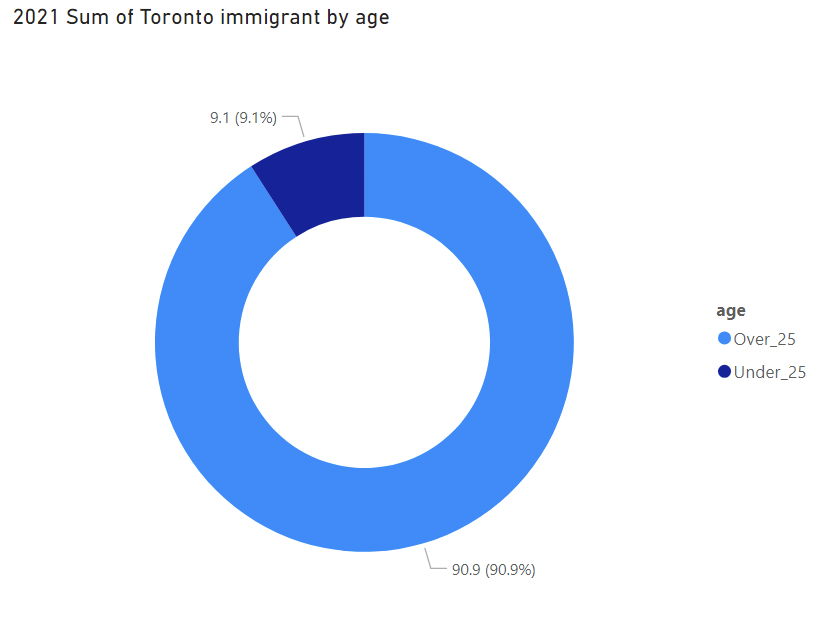 2021 Sum of Toronto immigrant by age
9.1 (9.1%)
age
Over_25
Under_25
90.9 (90.9%)